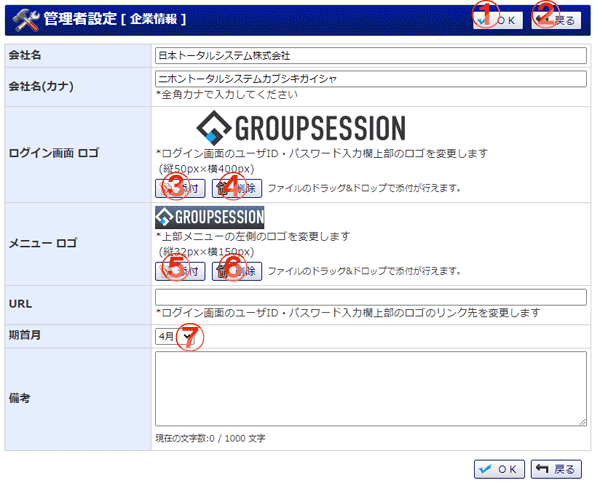 管理者設定 [ 企業情報 ]
① OK ② 戻る
会社名
日本トータルシステム株式会社
会社名(カナ)
ニホントータルシステムカブシキガイシャ
*全角カナで入力してください
GROUPSESSION
ログイン画面 ロゴ
*ログイン画面のユーザID・パスワード入力欄上部のロゴを変更します
(縦50px×横400px)
③ 添付 ④ 削除 ファイルのドラッグ&ドロップで添付が行えます。
GROUPSESSION
メニュー ロゴ
*上部メニューの左側のロゴを変更します
(縦32px×横150px)
⑤ 添付 ⑥ 削除 ファイルのドラッグ&ドロップで添付が行えます。
URL
*ログイン画面のユーザID・パスワード入力欄上部のロゴのリンク先を変更します
期首月
4月 ⑦
備考
現在の文字数:0 / 1000 文字
OK 戻る